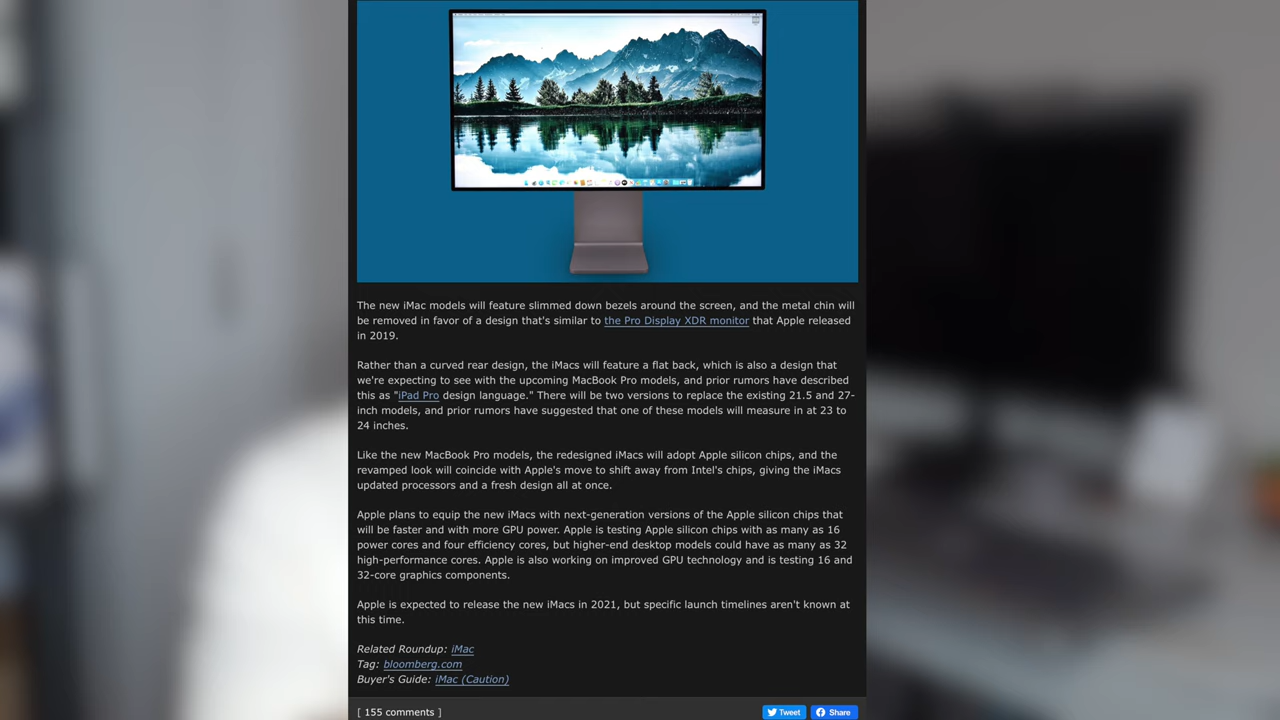 The new iMac models will feature slimmed down bezels around the screen, and the metal chin will
be removed in favor of a design that's similar to the Pro Display XDR monitor that Apple released
in 2019.
Rather than a curved rear design, the iMacs will feature a flat back, which is also a design that
we're expecting to see with the upcoming MacBook Pro models, and prior rumors have described
this as "iPad Pro design language." There will be two versions to replace the existing 21.5 and 27-
inch models, and prior rumors have suggested that one of these models will measure in at 23 to
24 inches.
Like the new MacBook Pro models, the redesigned iMacs will adopt Apple silicon chips, and the
revamped look will coincide with Apple's move to shift away from Intel's chips, giving the iMacs
updated processors and a fresh design all at once.
Apple plans to equip the new iMacs with next-generation versions of the Apple silicon chips that
will be faster and with more GPU power. Apple is testing Apple silicon chips with as many as 16
power cores and four efficiency cores, but higher-end desktop models could have as many as 32
high-performance cores. Apple is also working on improved GPU technology and is testing 16 and
32-core graphics components.
Apple is expected to release the new iMacs in 2021, but specific launch timelines aren't known at
this time.
Related Roundup: iMac
Tag: bloomberg.com
Buyer's Guide: iMac (Caution)
[ 155 comments ]
Tweet
Share